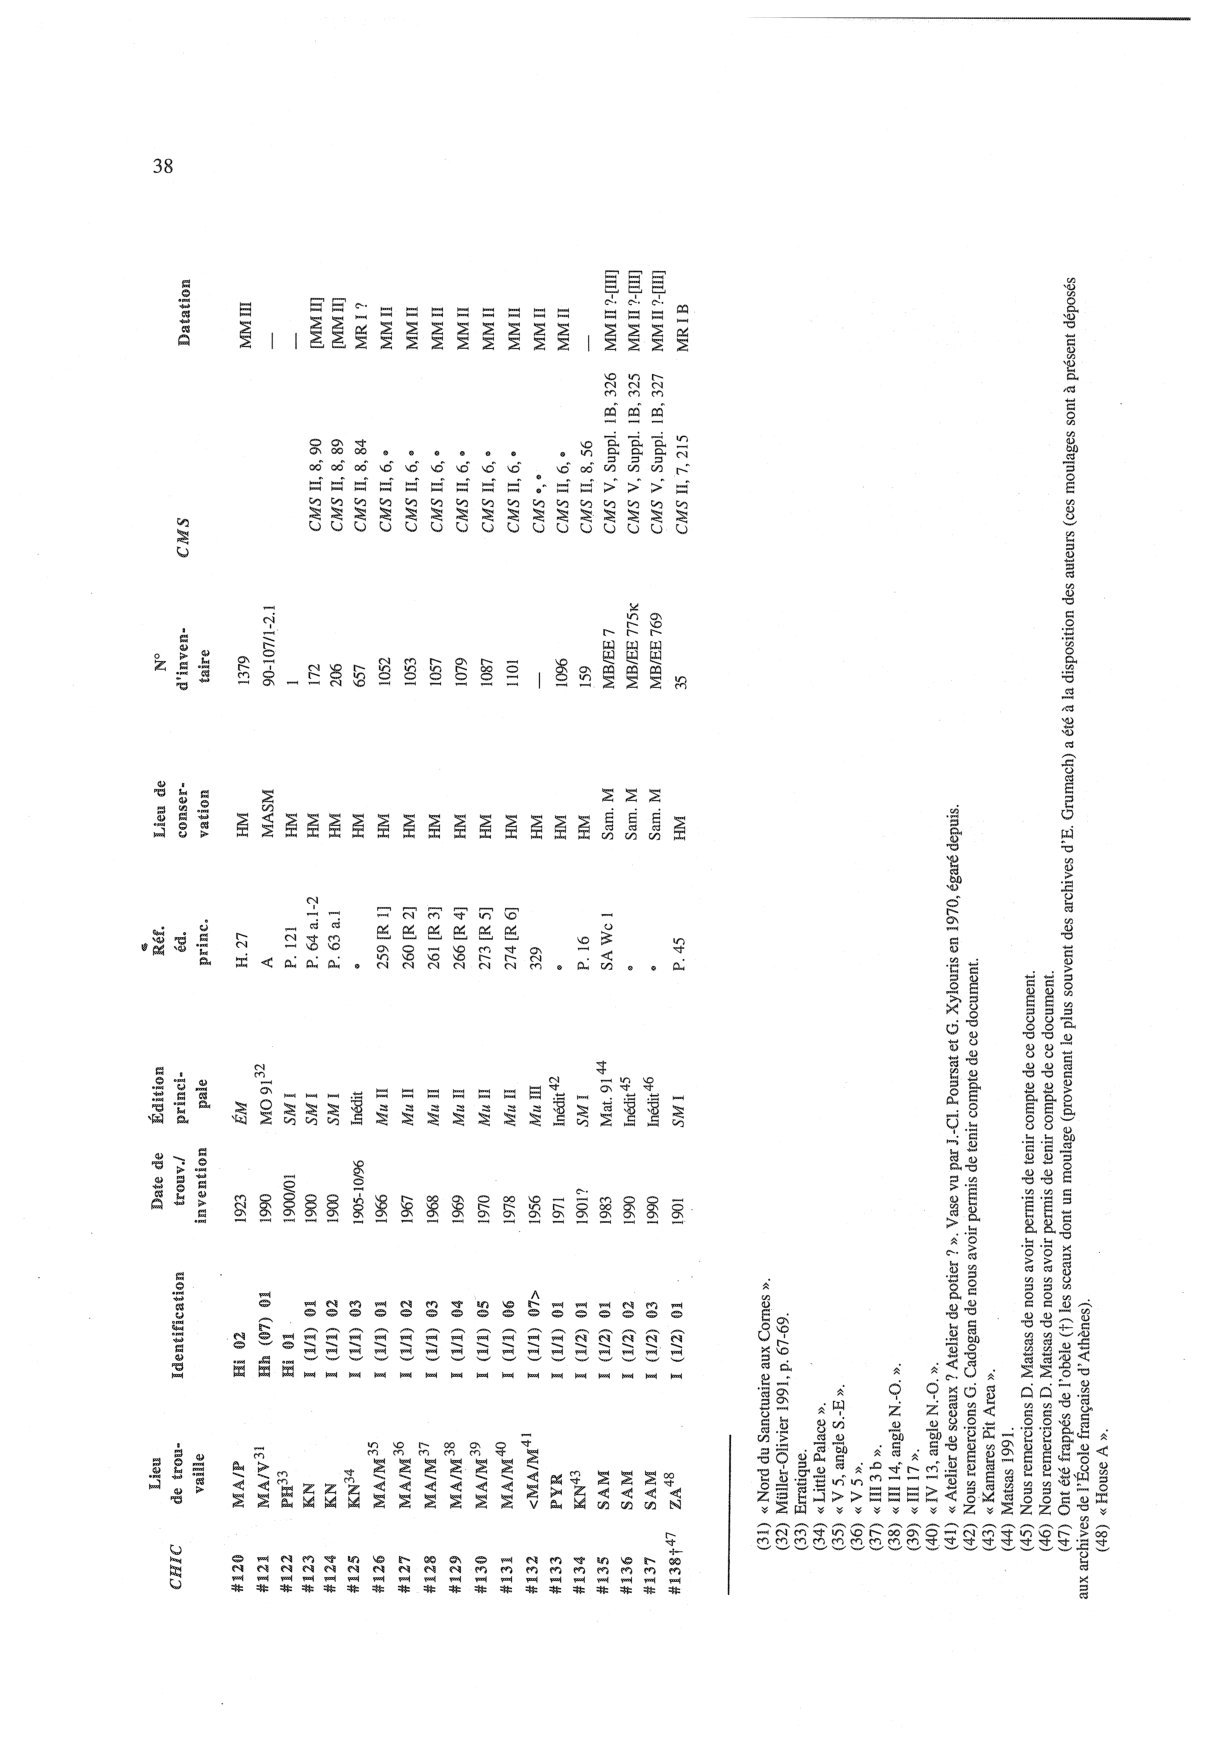 38
CHIC Lieu de trou-vaille Identification Date de trouv./ invention Édition princi-pale Réf. éd. princ. Lieu de conser-vation N° d'inven-taire CMS Datation
#120 MA/P Hi 02 1923 ÉM H. 27 HM 1379 MM III
#121 MA/V31 Hh (07) 01 1990 MO 9132 A MASM 90-107/1-2.1 —
#122 PH33 Hi 01 1900/01 SM I P. 121 HM 1 —
#123 KN I (1/1) 01 1900 SM I P. 64 a.1-2 HM 172 CMS II, 8, 90 [MM II]
#124 KN I (1/1) 02 1900 SM I P. 63 a.1 HM 206 CMS II, 8, 89 [MM II]
#125 KN34 I (1/1) 03 1905-10/96 Inédit • HM 657 CMS II, 8, 84 MR I ?
#126 MA/M35 I (1/1) 01 1966 Mu II 259 [R 1] HM 1052 CMS II, 6, • MM II
#127 MA/M36 I (1/1) 02 1967 Mu II 260 [R 2] HM 1053 CMS II, 6, • MM II
#128 MA/M37 I (1/1) 03 1968 Mu II 261 [R 3] HM 1057 CMS II, 6, • MM II
#129 MA/M38 I (1/1) 04 1969 Mu II 266 [R 4] HM 1079 CMS II, 6, • MM II
#130 MA/M39 I (1/1) 05 1970 Mu II 273 [R 5] HM 1087 CMS II, 6, • MM II
#131 MA/M40 I (1/1) 06 1978 Mu II 274 [R 6] HM 1101 CMS II, 6, • MM II
#132 <MA/M41 I (1/1) 07> 1956 Mu III 329 HM — CMS •, • MM II
#133 PYR I (1/1) 01 1971 Inédit42 • HM 1096 CMS II, 6, • MM II
#134 KN43 I (1/2) 01 1901? SM I P. 16 HM 159 CMS II, 8, 56 —
#135 SAM I (1/2) 01 1983 Mat. 9144 SA Wc 1 Sam. M MB/EE 7 CMS V, Suppl. 1B, 326 MM II ?-[III]
#136 SAM I (1/2) 02 1990 Inédit45 • Sam. M MB/EE 775κ CMS V, Suppl. 1B, 325 MM II ?-[III]
#137 SAM I (1/2) 03 1990 Inédit46 • Sam. M MB/EE 769 CMS V, Suppl. 1B, 327 MM II ?-[III]
#138†47 ZA48 I (1/2) 01 1901 SM I P. 45 HM 35 CMS II, 7, 215 MR I B
(31) « Nord du Sanctuaire aux Cornes ».
(32) Müller-Olivier 1991, p. 67-69.
(33) Erratique.
(34) « Little Palace ».
(35) « V 5, angle S.-E ».
(36) « V 5 ».
(37) « III 3 b ».
(38) « III 14, angle N.-O. ».
(39) « III 17 ».
(40) « IV 13, angle N.-O. ».
(41) « Atelier de sceaux ? Atelier de potier ? ». Vase vu par J.-Cl. Poursat et G. Xylouris en 1970, égaré depuis.
(42) Nous remercions G. Cadogan de nous avoir permis de tenir compte de ce document.
(43) « Kamares Pit Area ».
(44) Matsas 1991.
(45) Nous remercions D. Matsas de nous avoir permis de tenir compte de ce document.
(46) Nous remercions D. Matsas de nous avoir permis de tenir compte de ce document.
(47) Ont été frappés de l'obèle (†) les sceaux dont un moulage (provenant le plus souvent des archives d'E. Grumach) a été à la disposition des auteurs (ces moulages sont à présent déposés
aux archives de l'École française d'Athènes).
(48) « House A ».